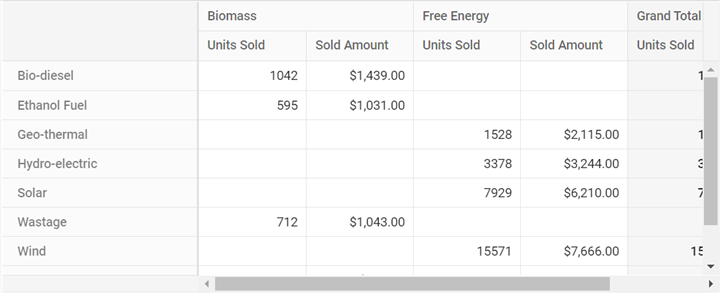 Biomass Free Energy Grand Total
Units Sold Sold Amount Units Sold Sold Amount Units Sold
Bio-diesel 1042 $1,439.00 1
Ethanol Fuel 595 $1,031.00
Geo-thermal 1528 $2,115.00 1
Hydro-electric 3378 $3,244.00 3
Solar 7929 $6,210.00 7
Wastage 712 $1,043.00
Wind 15571 $7,666.00 15